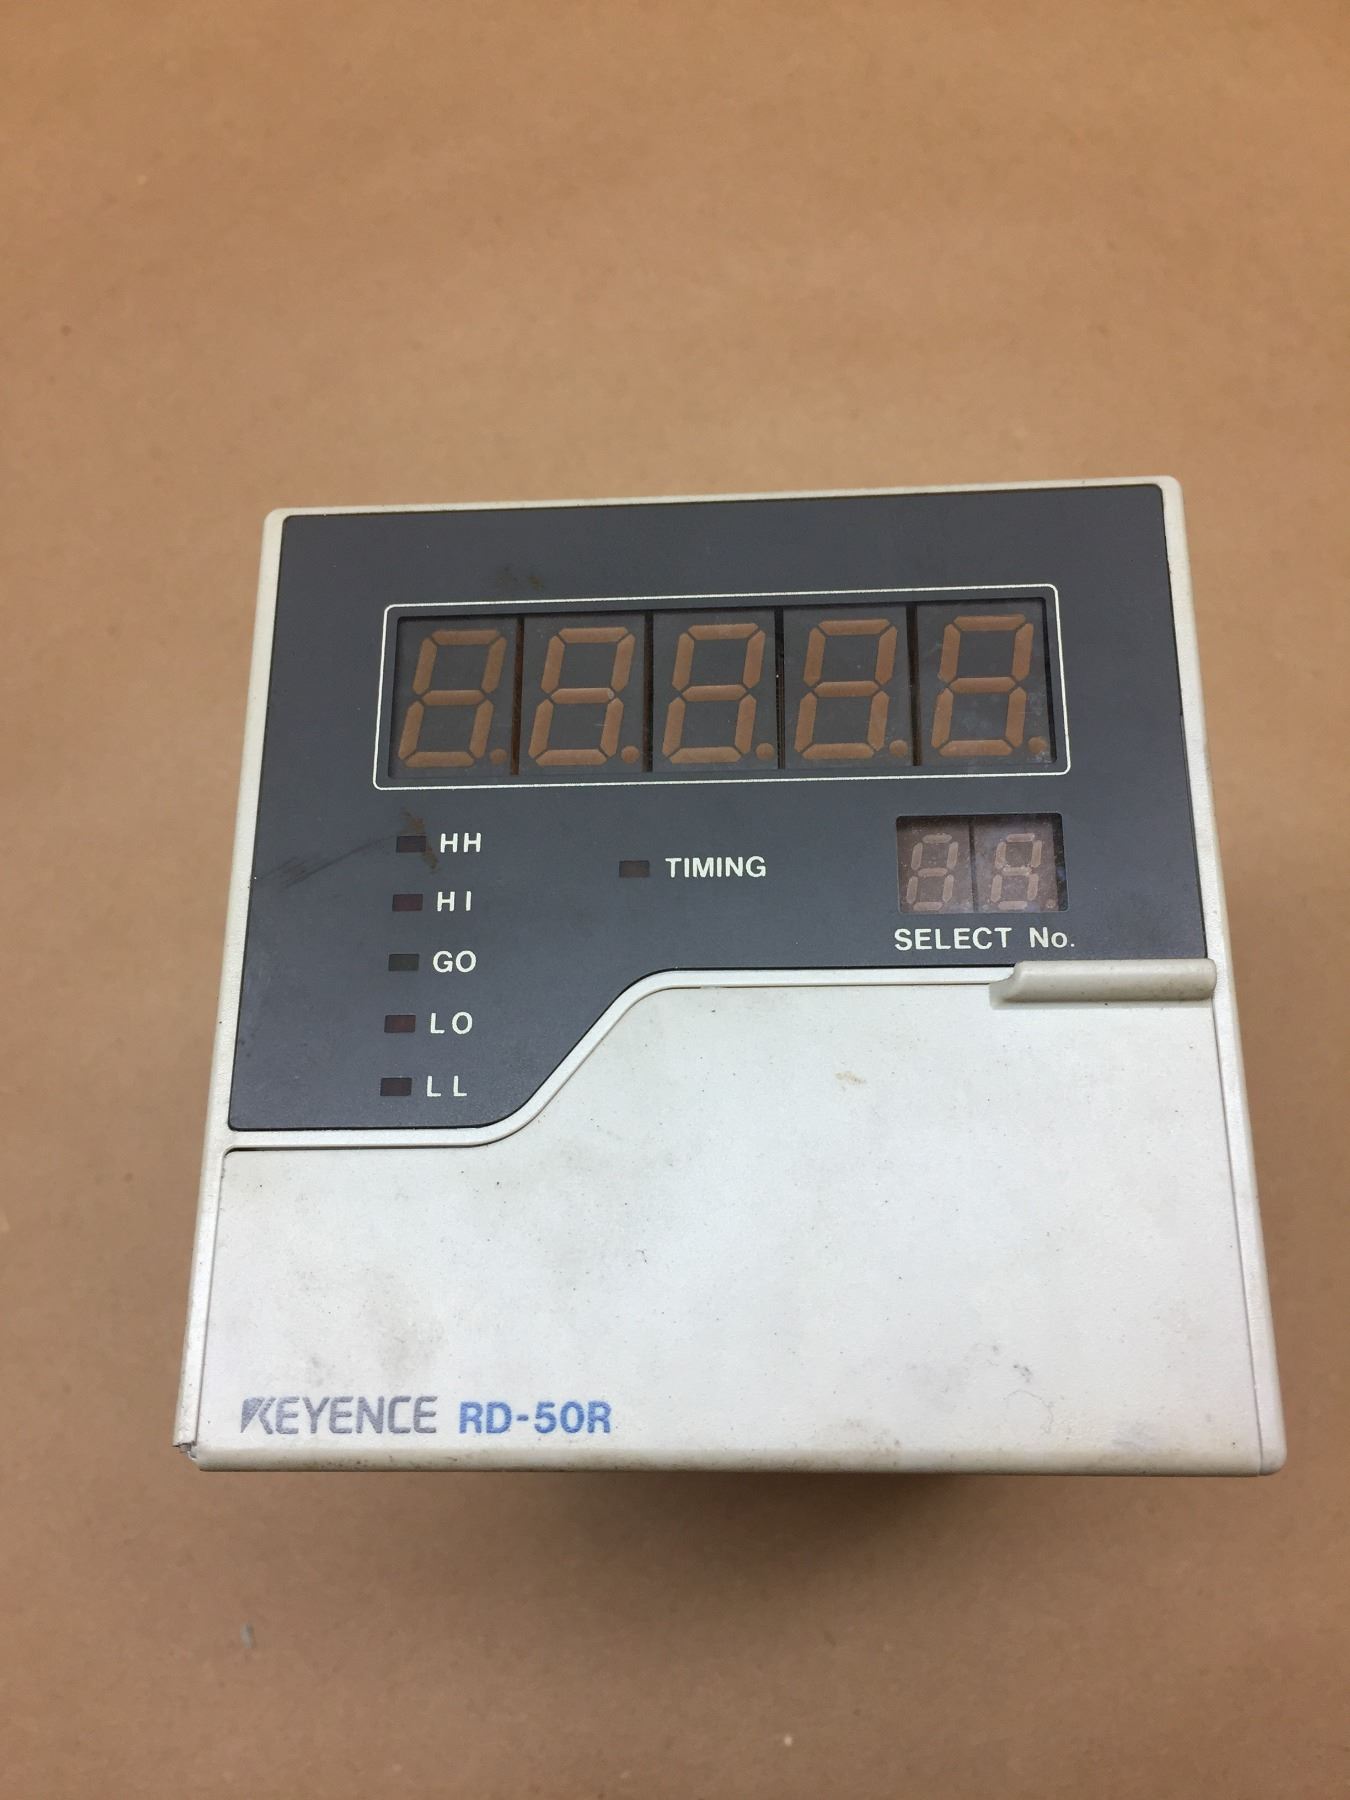 HH
HI
GO
LO
LL
TIMING
SELECT No.
KEYENCE RD-50R